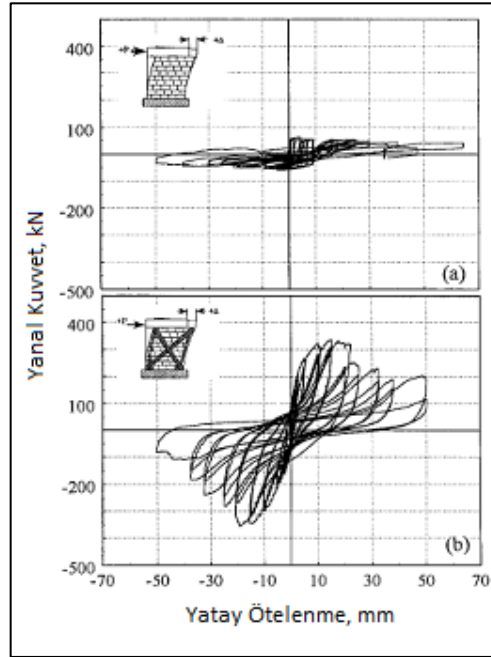 +P +Δ
400
100
-200
-500
(a)
+P +Δ
400
100
-200
-500
(b)
-70 -50 -30 -10 10 30 50 70
Yanal Kuvvet, kN
Yatay Ötelenme, mm